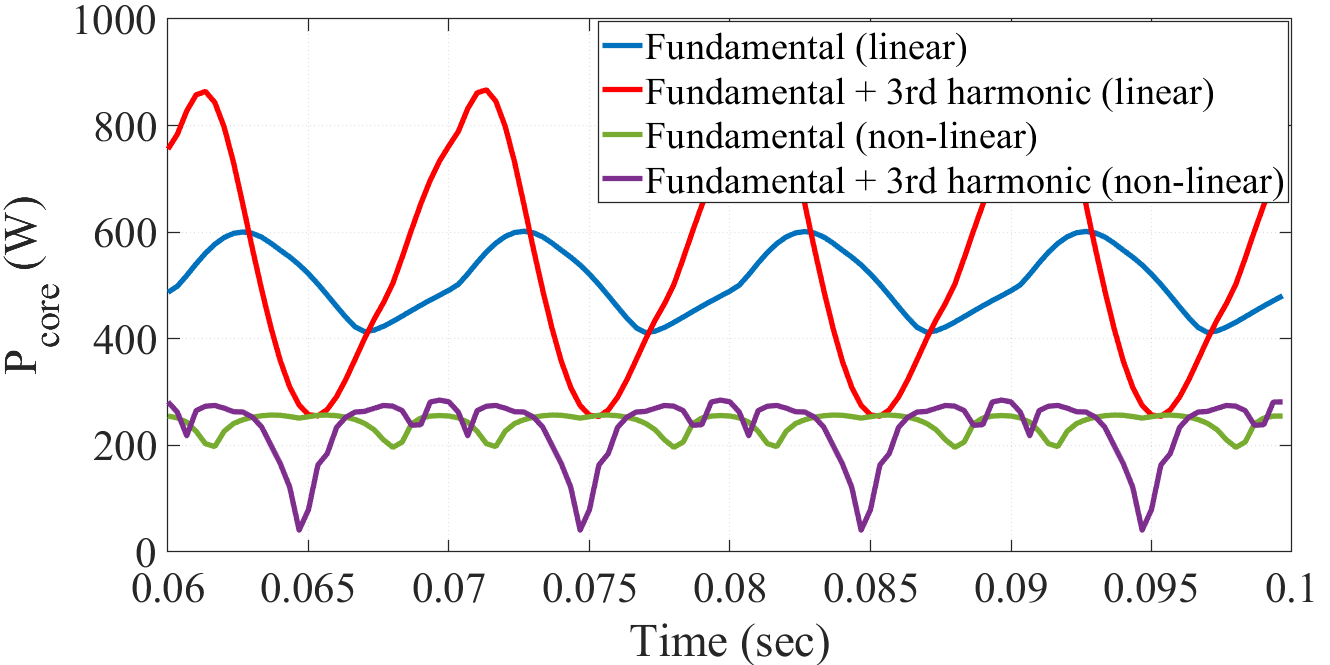 1000
800
600
400
200
0
P core (W)
Fundamental (linear)
Fundamental + 3rd harmonic (linear)
Fundamental (non-linear)
Fundamental + 3rd harmonic (non-linear)
0.06 0.065 0.07 0.075 0.08 0.085 0.09 0.095 0.1
Time (sec)